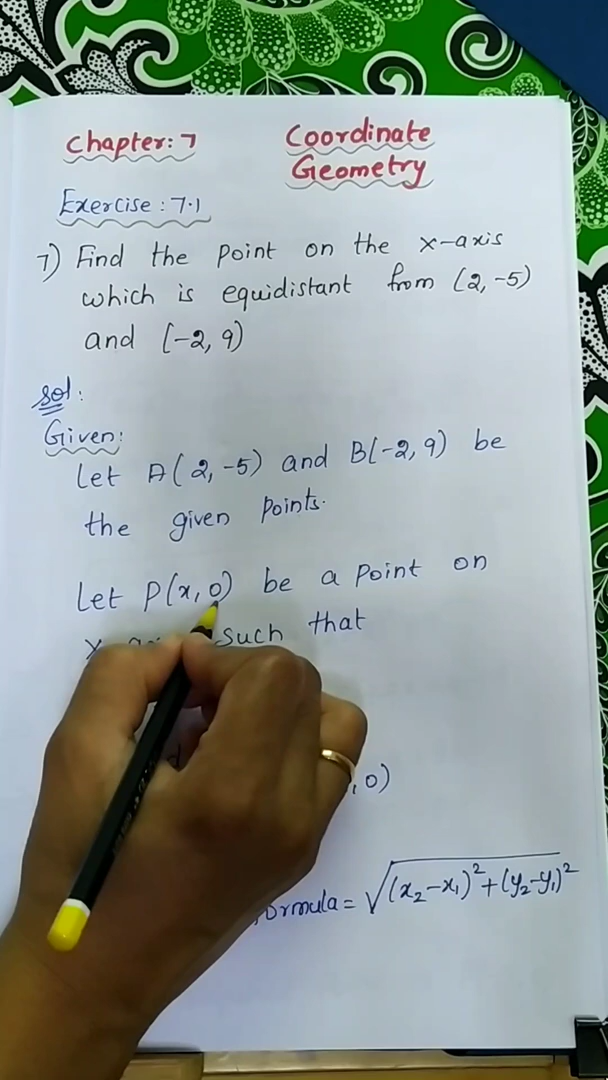 Chapter: 7 Coordinate Geometry
Exercise: 7.1
7) Find the point on the x-axis
which is equidistant from (2, -5)
and (-2, 9)
Sol:
Given:
Let A(2, -5) and B(-2, 9) be
the given points.
Let P(x, 0) be a point on
such that
, 0)
= √(x₂-x₁)²+(y₂-y₁)²